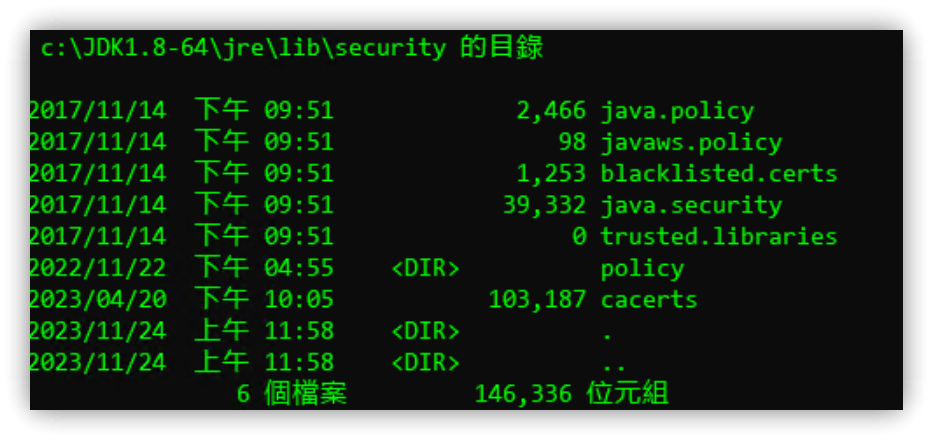 c:\JDK1.8-64\jre\lib\security 的目錄
2017/11/14 下午 09:51 2,466 java.policy
2017/11/14 下午 09:51 98 javaws.policy
2017/11/14 下午 09:51 1,253 blacklisted.certs
2017/11/14 下午 09:51 39,332 java.security
2017/11/14 下午 09:51 0 trusted.libraries
2022/11/22 下午 04:55 <DIR> policy
2023/04/20 下午 10:05 103,187 cacerts
2023/11/24 上午 11:58 <DIR> .
2023/11/24 上午 11:58 <DIR> ..
6 個檔案 146,336 位元組